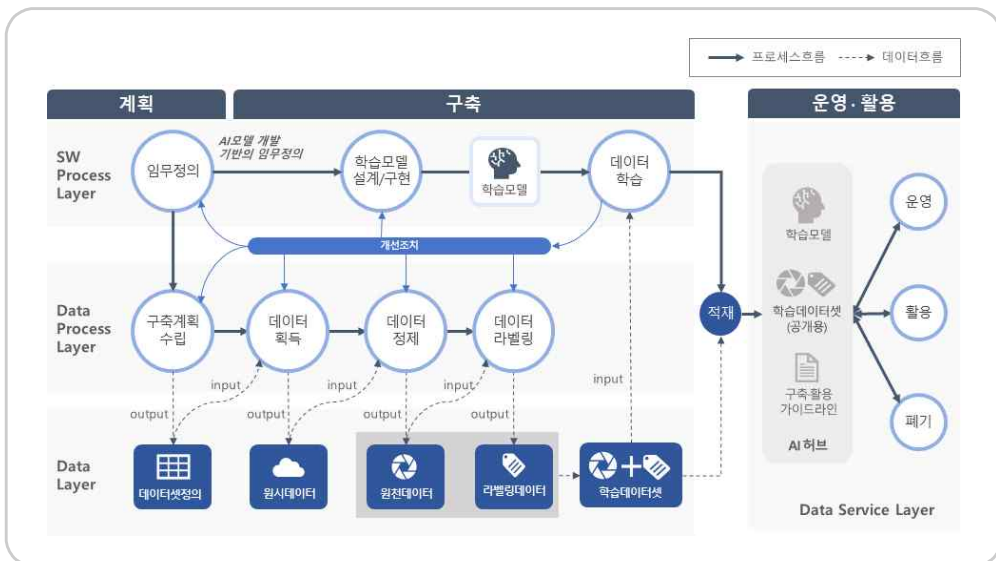 프로세스흐름
데이터흐름
계획
구축
운영·활용
SW
Process
Layer
임무정의
AI모델 개발
기반의 임무정의
학습모델
설계/구현
학습모델
데이터
학습
개선조치
Data
Process
Layer
구축계획
수립
데이터
획득
데이터
정제
데이터
라벨링
적재
input
input
input
input
output
output
output
output
Data
Layer
데이터셋정의
원시데이터
원천데이터
라벨링데이터
학습데이터셋
학습모델
학습데이터셋
(공개용)
구축·활용
가이드라인
AI허브
운영
활용
폐기
Data Service Layer